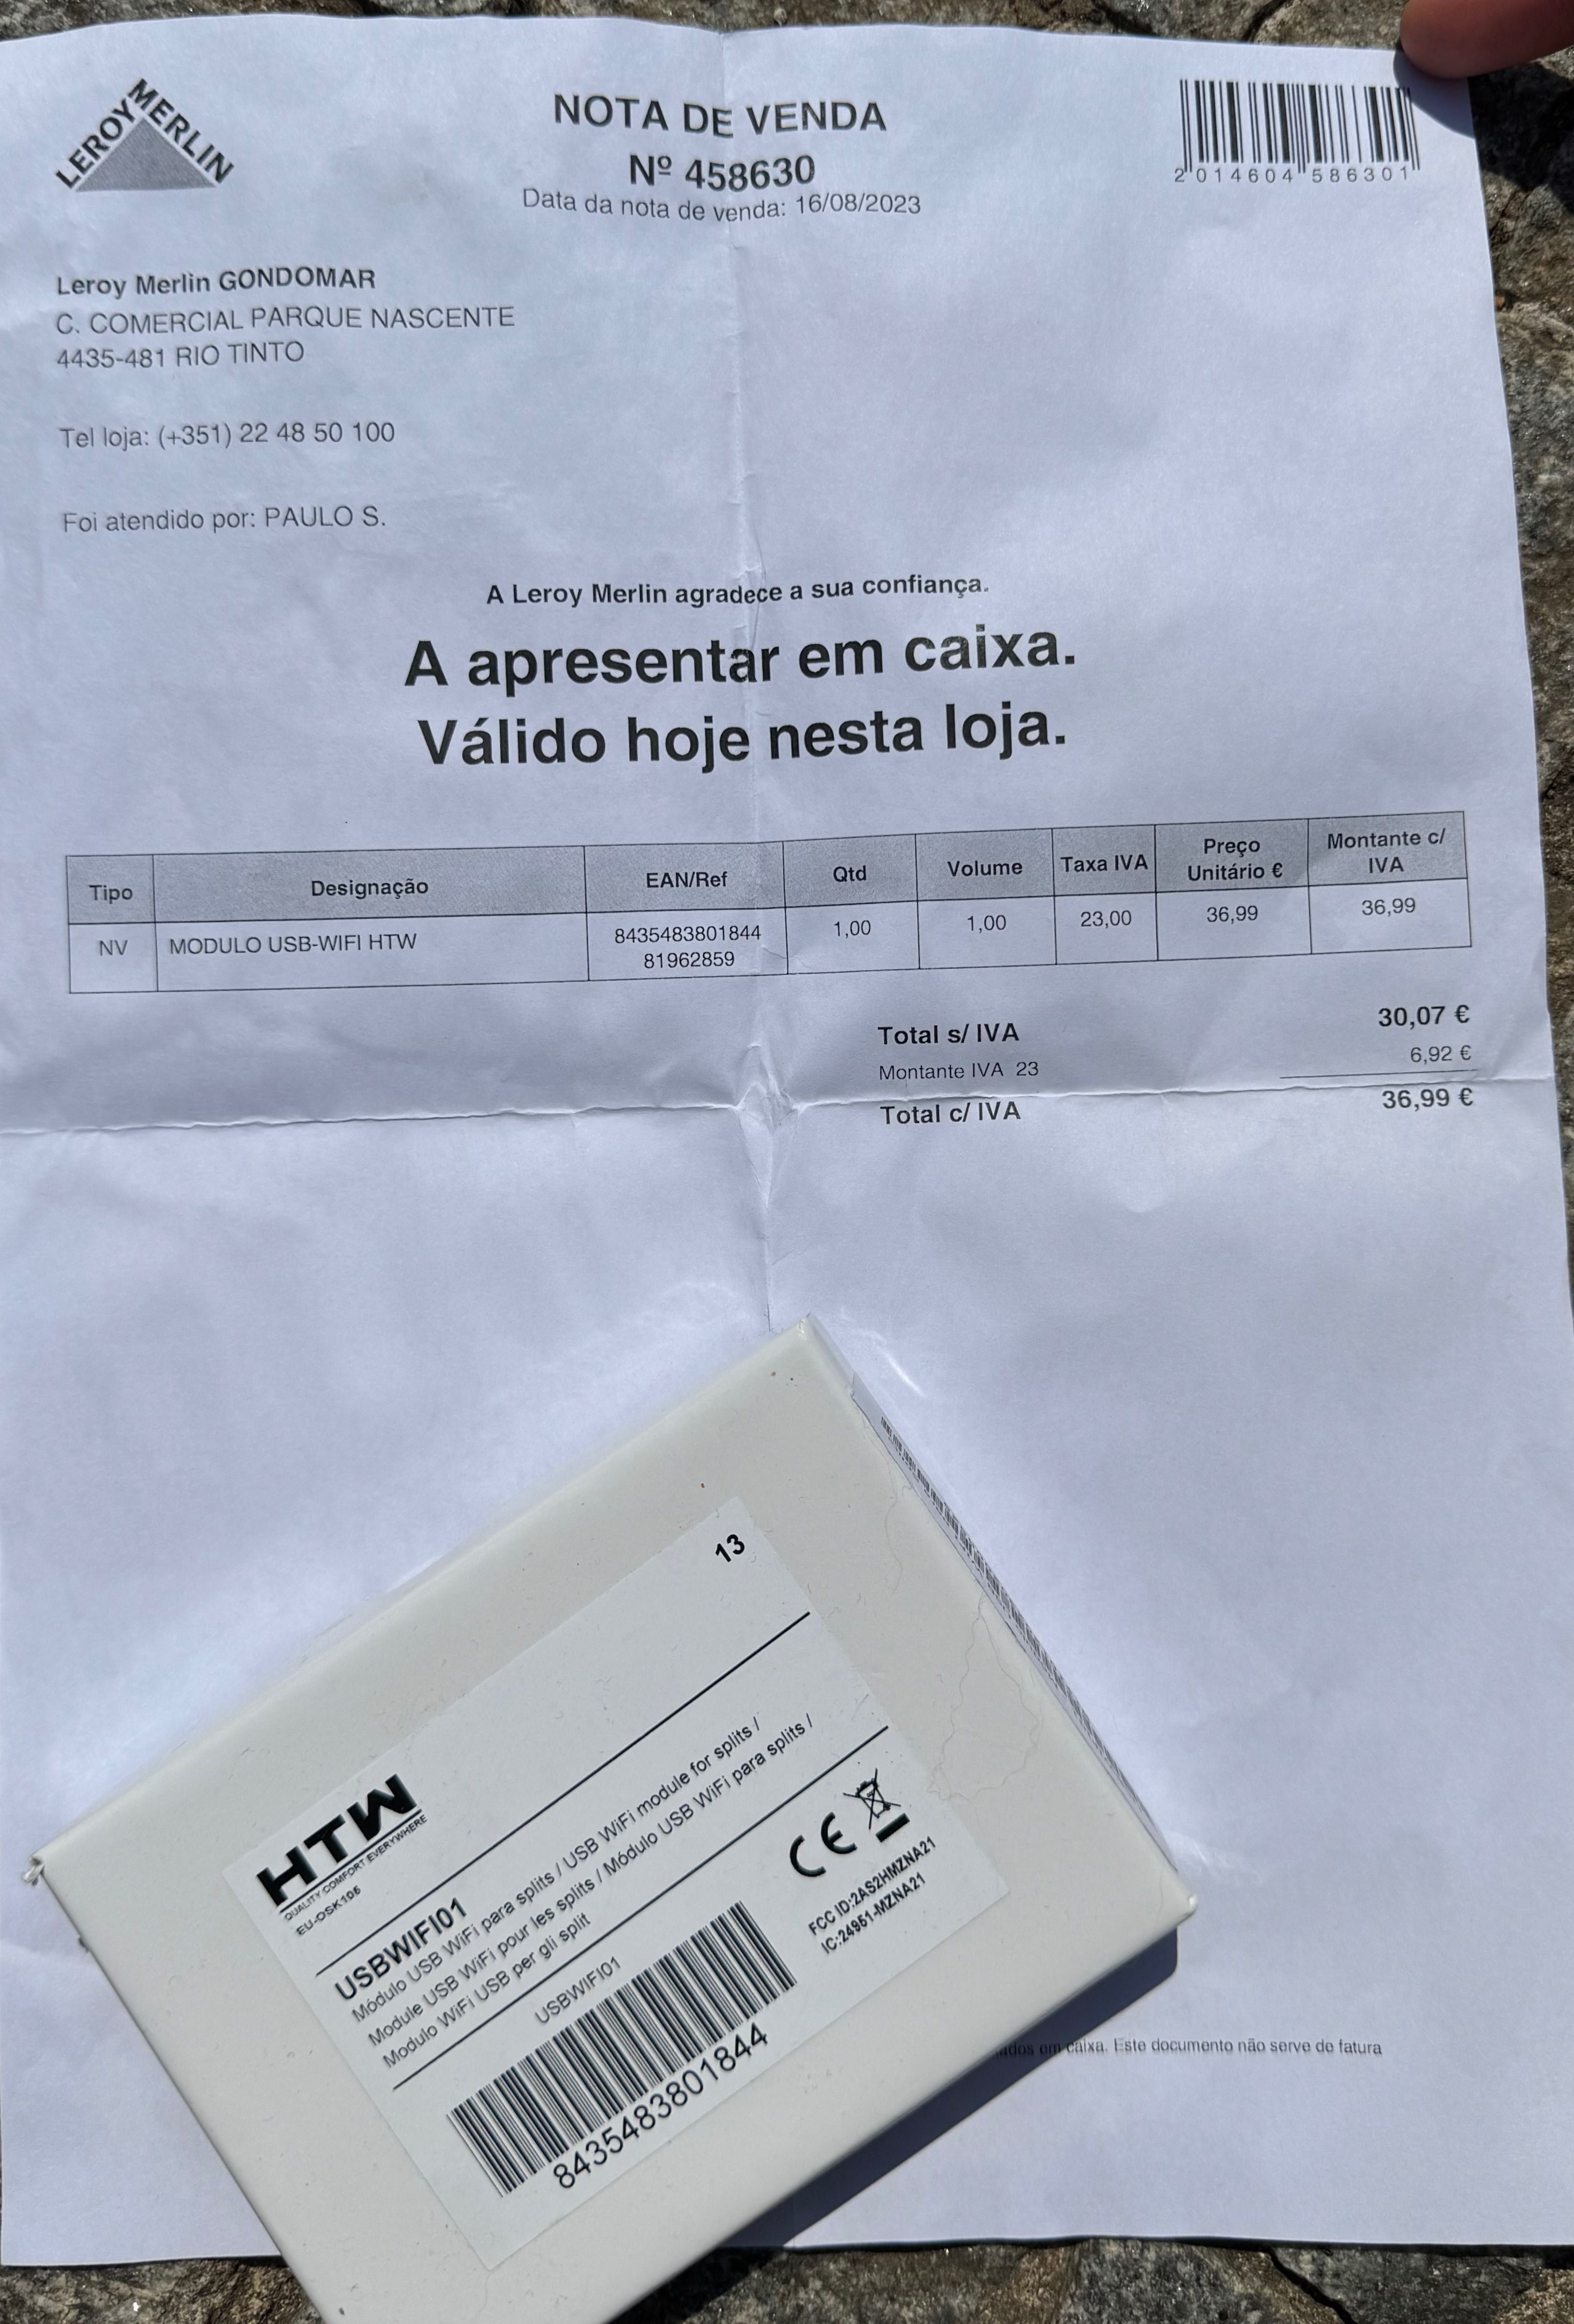 LEROY MERLIN
NOTA DE VENDA
Nº 458630
Data da nota de venda: 16/08/2023
2 014604 586301
Leroy Merlin GONDOMAR
C. COMERCIAL PARQUE NASCENTE
4435-481 RIO TINTO
Tel loja: (+351) 22 48 50 100
Foi atendido por: PAULO S.
A Leroy Merlin agradece a sua confiança.
A apresentar em caixa.
Válido hoje nesta loja.
Tipo Designação EAN/Ref Qtd Volume Taxa IVA Preço Unitário € Montante c/ IVA
NV MODULO USB-WIFI HTW 8435483801844 1,00 1,00 23,00 36,99 36,99
81962859
Total s/ IVA 30,07 €
Montante IVA 23 6,92 €
Total c/ IVA 36,99 €
13
HTW
QUALITY COMFORT EVERYWHERE
EU-OSK105
USBWIFI01
Módulo USB WiFi para splits / USB WiFi module for splits /
Module USB WiFi pour les splits / Módulo USB WiFi para splits /
Modulo WiFi USB per gli split
USBWIFI01
8435483801844
CE
FCC ID:2AS2HMZNA21
IC:24951-MZNA21
em caixa. Este documento não serve de fatura